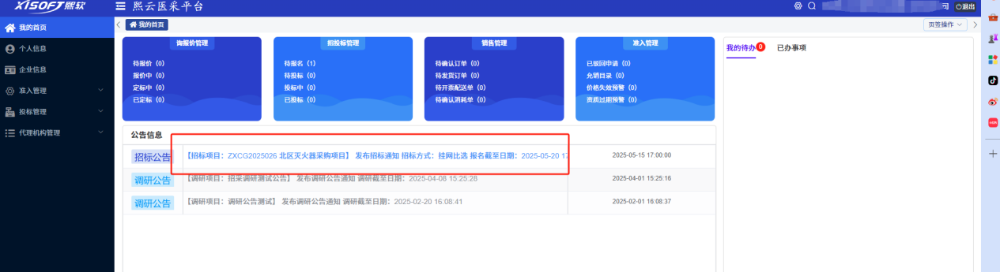 XISOFT熙软 熙云医采平台 退出
我的首页 我的首页 页签操作
个人信息
企业信息
准入管理
投标管理
代理机构管理
询报价管理
待报价（0）
报价中（0）
定标中（0）
已定标（0）
招投标管理
待报名（1）
待投标（0）
投标中（0）
已投标（0）
销售管理
待确认订单（0）
待发货订单（0）
待开票配送单（0）
待确认消耗单（0）
准入管理
已驳回申请（0）
允销目录（0）
价格失效预警（0）
资质过期预警（0）
我的待办 0 已办事项
公告信息
招标公告 【招标项目：ZXCG2025026 北区灭火器采购项目】 发布招标通知 招标方式：挂网比选 报名截至日期：2025-05-20 17 2025-05-15 17:00:00
调研公告 【调研项目：招采调研测试公告】 发布调研公告通知 调研截至日期：2025-04-08 15:25:28 2025-04-01 15:25:16
调研公告 【调研项目：调研公告测试】 发布调研公告通知 调研截至日期：2025-02-20 16:08:41 2025-02-01 16:08:37